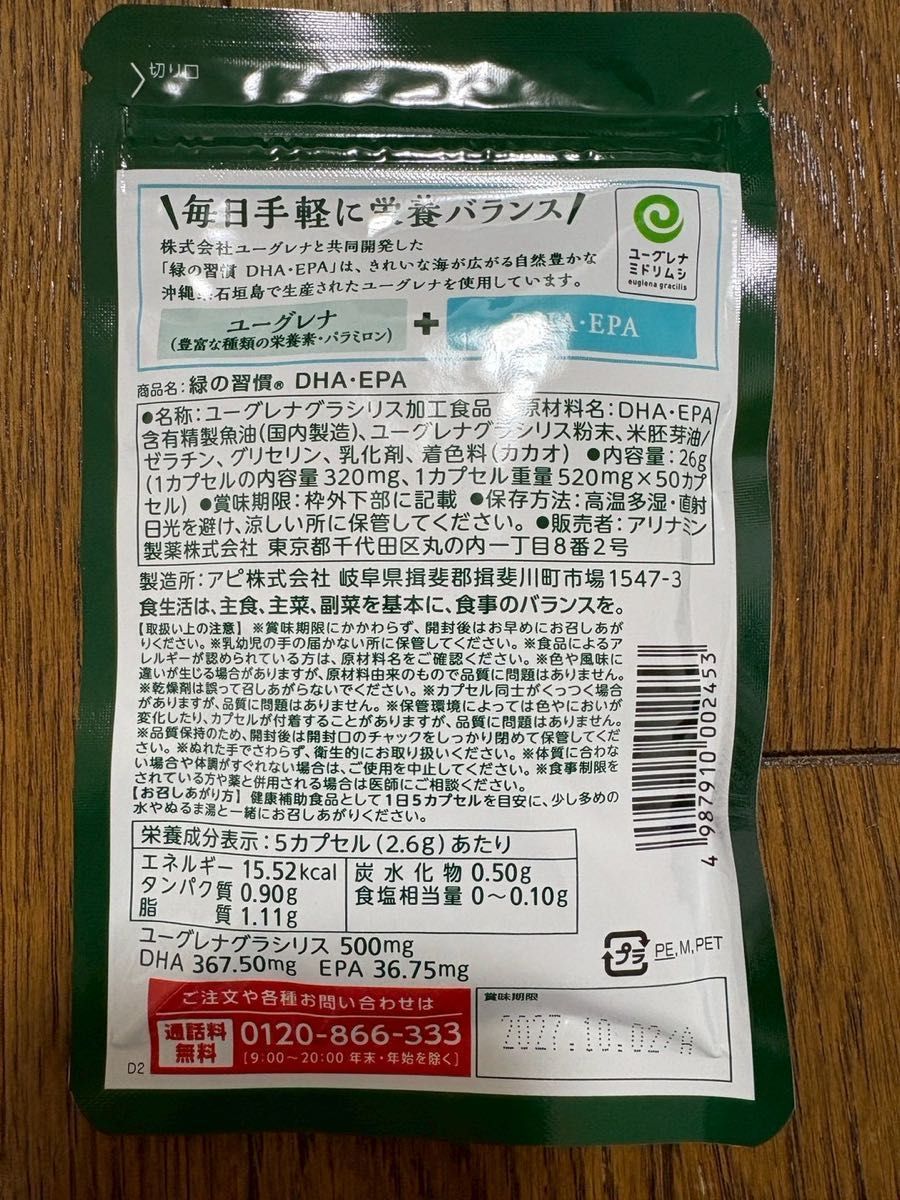 切り口
\毎日手軽に栄養バランス/
株式会社ユーグレナと共同開発した
「緑の習慣 DHA・EPA」は、きれいな海が広がる自然豊かな
沖縄県石垣島で生産されたユーグレナを使用しています。
ユーグレナ
ミドリムシ
euglena gracilis
ユーグレナ
(豊富な種類の栄養素・パラミロン)
+
DHA・EPA
商品名:緑の習慣® DHA・EPA
●名称:ユーグレナグラシリス加工食品 ●原材料名:DHA・EPA
含有精製魚油(国内製造)、ユーグレナグラシリス粉末、米胚芽油/
ゼラチン、グリセリン、乳化剤、着色料(カカオ) ●内容量:26g
(1カプセルの内容量320mg、1カプセル重量520mg×50カプ
セル) ●賞味期限:枠外下部に記載 ●保存方法:高温多湿・直射
日光を避け、涼しい所に保管してください。 ●販売者:アリナミン
製薬株式会社 東京都千代田区丸の内一丁目8番2号
製造所:アピ株式会社 岐阜県揖斐郡揖斐川町市場1547-3
食生活は、主食、主菜、副菜を基本に、食事のバランスを。
【取扱い上の注意】 ※賞味期限にかかわらず、開封後はお早めにお召しあが
りください。※乳幼児の手の届かない所に保管してください。※食品によるア
レルギーが認められている方は、原材料名をご確認ください。※色や風味に
違いが生じる場合がありますが、原材料由来のもので品質に問題はありません。
※乾燥剤は誤って召しあがらないでください。※カプセル同士がくっつく場合
がありますが、品質に問題はありません。※保管環境によっては色やにおいが
変化したり、カプセルが付着することがありますが、品質に問題はありません。
※品質保持のため、開封後は開封口のチャックをしっかり閉めて保管してくだ
さい。※ぬれた手でさわらず、衛生的にお取り扱いください。※体質に合わな
い場合や体調がすぐれない場合は、ご使用を中止してください。※食事制限を
されている方や薬と併用される場合は医師にご相談ください。
【お召しあがり方】 健康補助食品として1日5カプセルを目安に、少し多めの
水やぬるま湯と一緒にお召しあがりください。
4 987910 002453
栄養成分表示:5カプセル(2.6g)あたり
エネルギー 15.52kcal
タンパク質 0.90g
脂質 1.11g
炭水化物 0.50g
食塩相当量 0〜0.10g
ユーグレナグラシリス 500mg
DHA 367.50mg EPA 36.75mg
プラ
PE,M,PET
ご注文や各種お問い合わせは
通話料
無料
0120-866-333
[9:00〜20:00 年末・年始を除く]
賞味期限
2027.10.02/A
D2